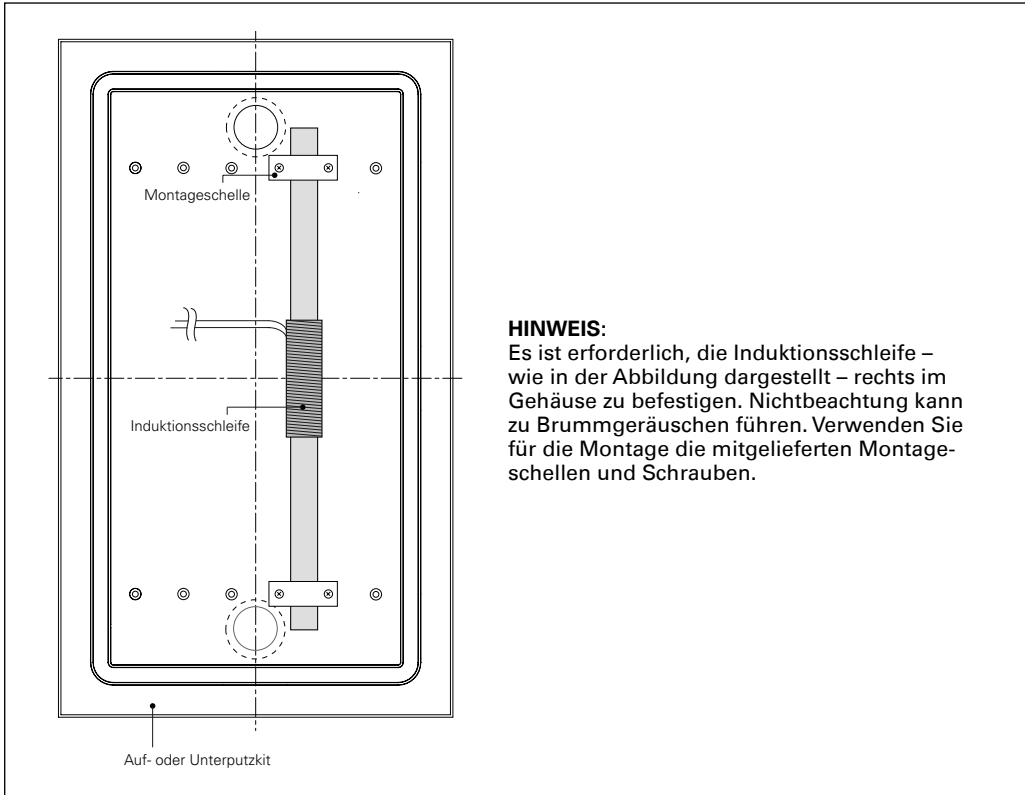 Montageschelle
Induktionsschleife
Auf- oder Unterputzkit
HINWEIS:
Es ist erforderlich, die Induktionsschleife –
wie in der Abbildung dargestellt – rechts im
Gehäuse zu befestigen. Nichtbeachtung kann
zu Brummgeräuschen führen. Verwenden Sie
für die Montage die mitgelieferten Montage-
schellen und Schrauben.